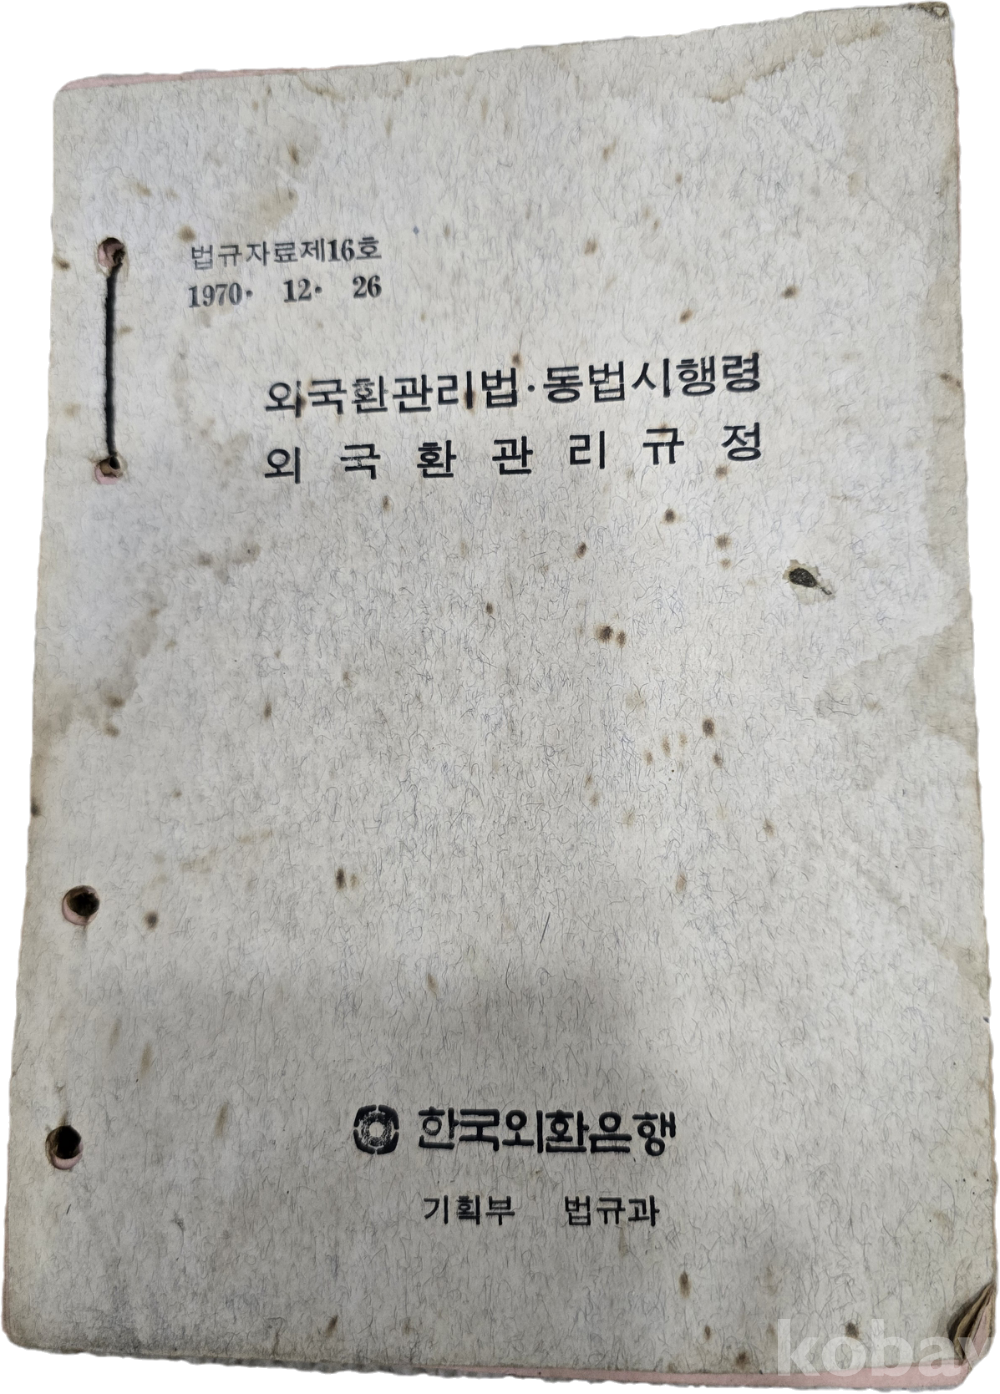 법규자료제16호
1970· 12· 26
외국환관리법·동법시행령
외국환관리규정
한국외환은행
기획부 법규과
kobay